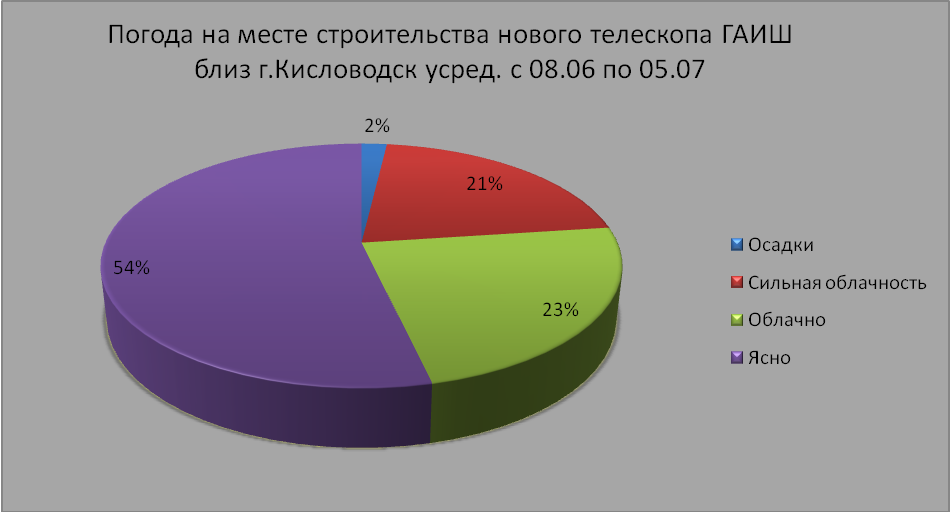 Погода на месте строительства нового телескопа ГАИШ
близ г.Кисловодск усред. с 08.06 по 05.07
2%
21%
54%
23%
Осадки
Сильная облачность
Облачно
Ясно